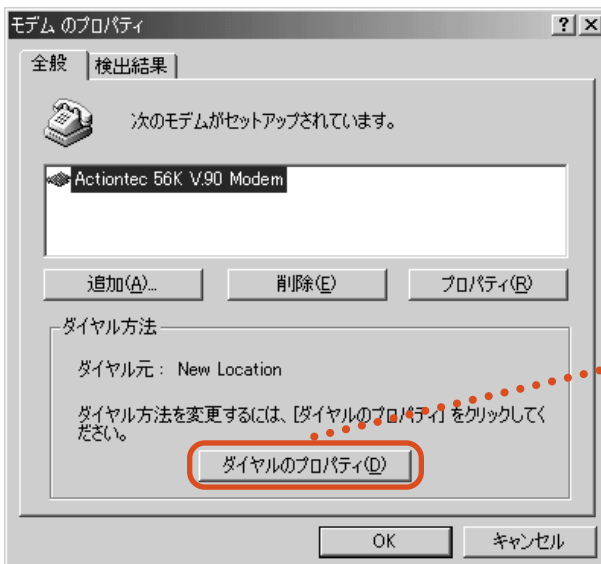 モデム のプロパティ
? ×
全般
検出結果
次のモデムがセットアップされています。
Actiontec 56K V.90 Modem
追加(A)...
削除(E)
プロパティ(R)
ダイヤル方法
ダイヤル元： New Location
ダイヤル方法を変更するには、[ダイヤルのプロパティ] をクリックしてく
ださい。
ダイヤルのプロパティ(D)
OK
キャンセル